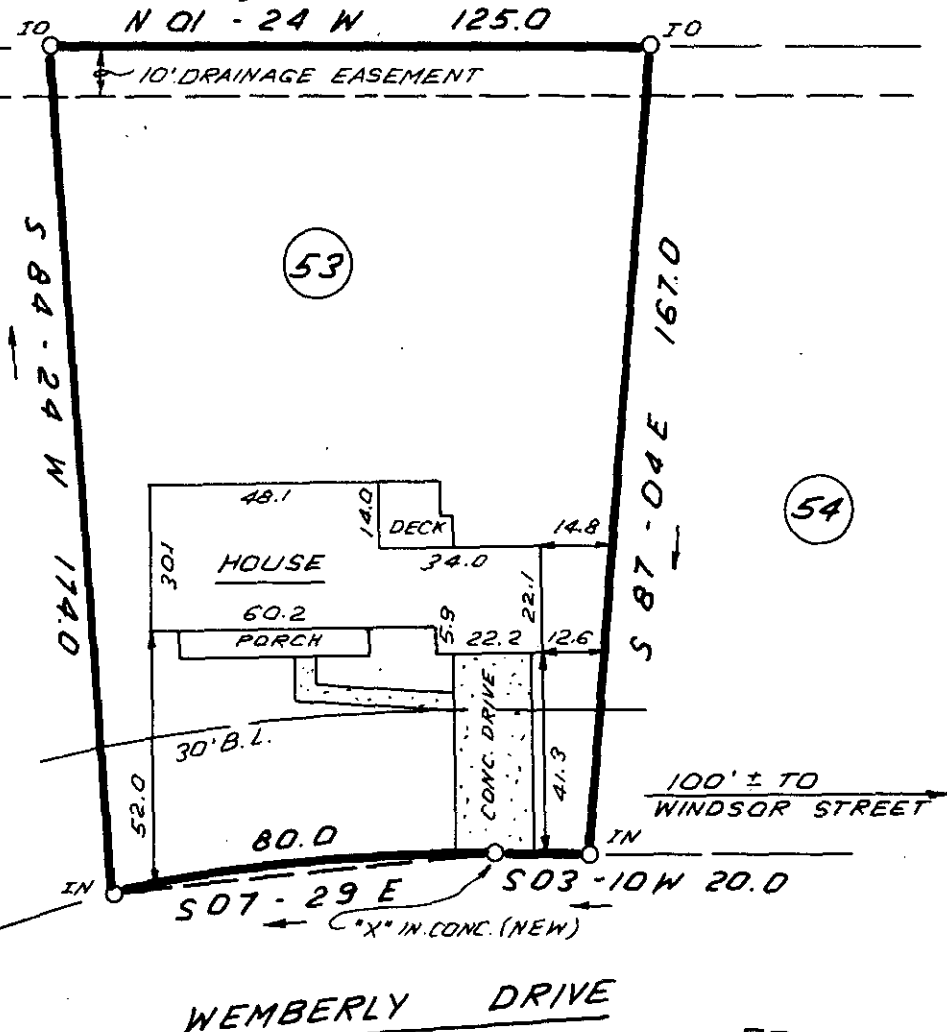 N 01 - 24 W 125.0
IO
IO
10' DRAINAGE EASEMENT
53
S 84 - 24 W 174.0
S 87 - 04 E 167.0
54
48.1
14.0
DECK
14.8
30.1
HOUSE
34.0
22.1
60.2
5.9
22.2
12.6
PORCH
CONC. DRIVE
30' B.L.
52.0
41.3
100' ± TO
WINDSOR STREET
80.0
IN
IN
S 07 - 29 E
S 03 - 10 W 20.0
"X" IN CONC. (NEW)
WEMBERLY DRIVE